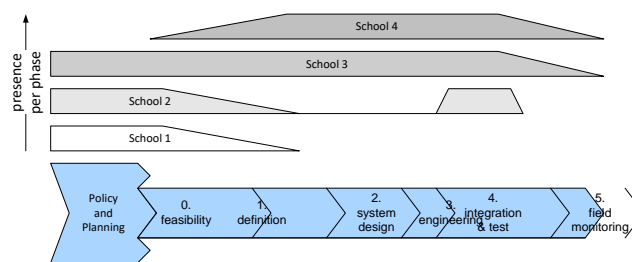 School 4
School 3
School 2
School 1
presence
per phase
Policy
and
Planning
0.
feasibility
1.
definition
2.
system
design
3.
engineering
4.
integration
& test
5.
field
monitoring